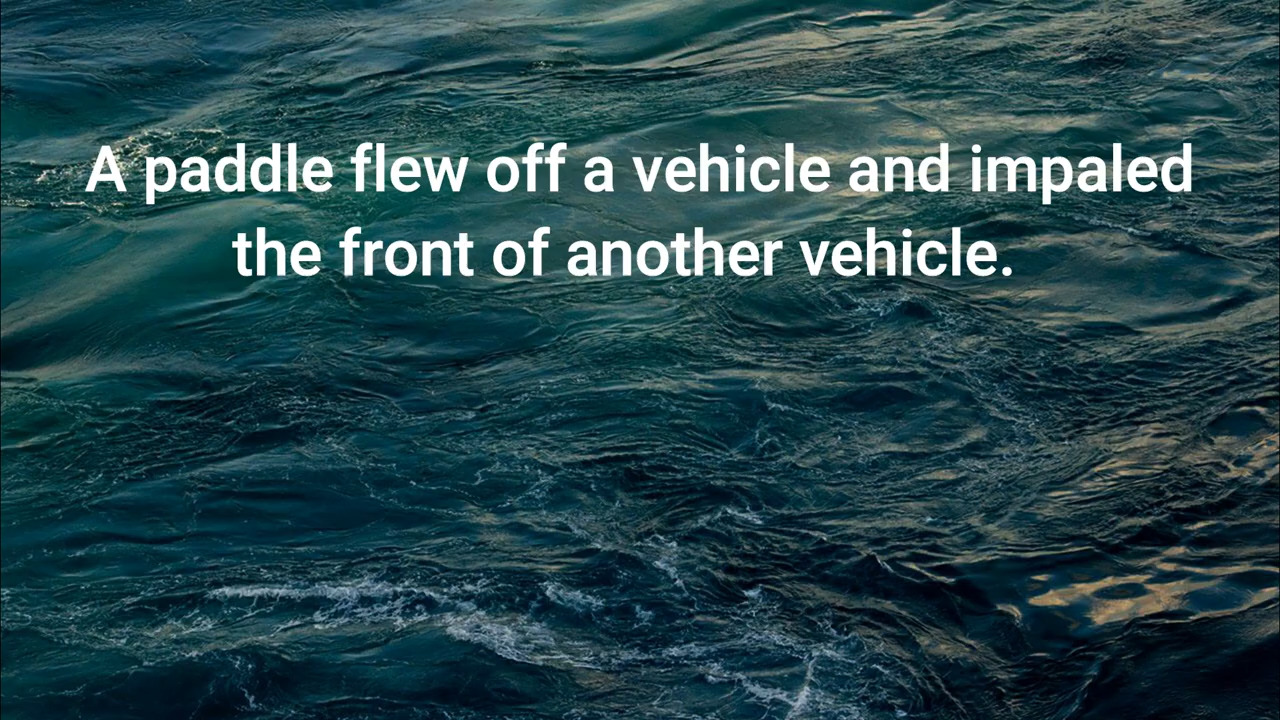 A paddle flew off a vehicle and impaled
the front of another vehicle.